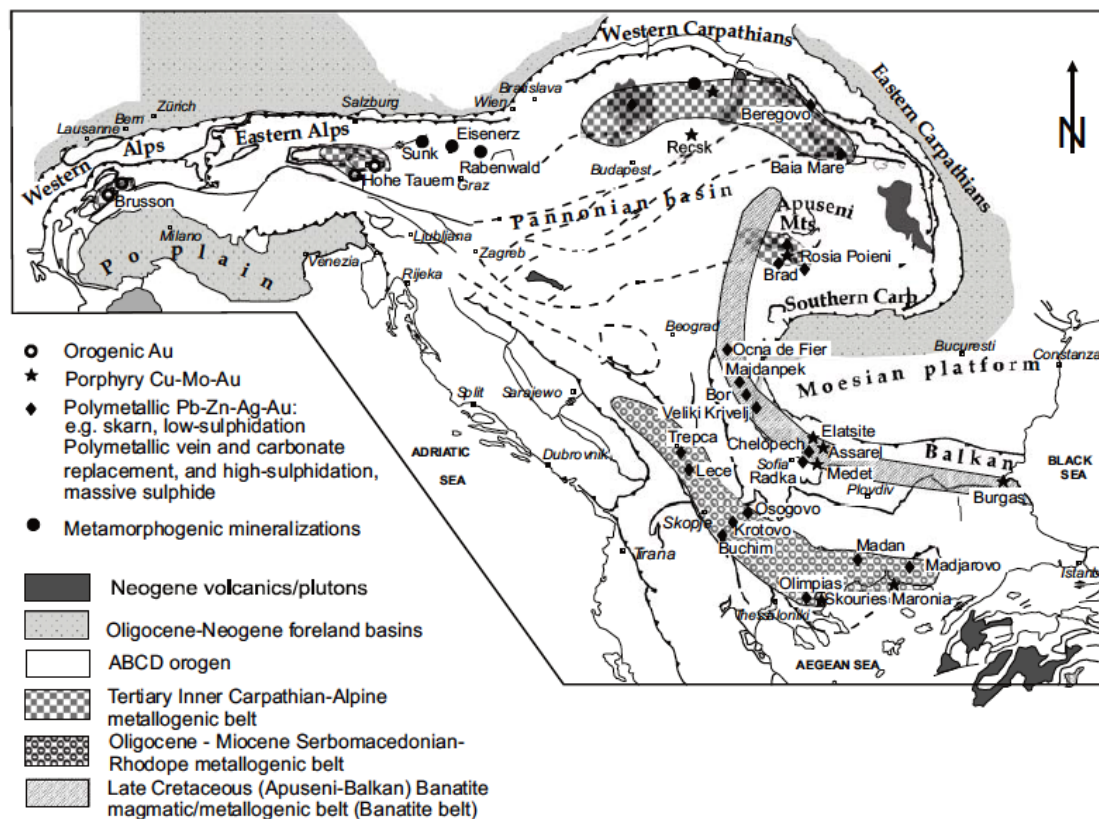 Western Carpathians
Eastern Carpathians
N
Zürich
Bern
Lausanne
Salzburg
Wien
Bratislava
Eastern Alps
Alps
Western
Sunk
Eisenerz
Rabenwald
Hohe Tauern
Graz
Brusson
Beregovo
Recsk
Budapest
Baia Mare
Pannonian basin
Apuseni
Mts
Rosia Poieni
Brad
Southern Carp
Milano
Po plain
Venezia
Ljubljana
Zagreb
Rijeka
Beograd
Bucuresti
Constanza
Ocna de Fier
Moesian platform
Majdanpek
Bor
Veliki Krivelj
Split
Sarajewo
Trepca
Lece
Chelopech
Elatsite
Assarel
Sofia
Radka
Medet
Balkan
BLACK
SEA
Plovdiv
Burgas
ADRIATIC
SEA
Dubrovnik
Skopje
Osogovo
Krotovo
Buchim
Tirana
Madan
Madjarovo
Olimpias
Skouries
Maronia
Thessaloniki
Istanb
AEGEAN SEA
Orogenic Au
Porphyry Cu-Mo-Au
Polymetallic Pb-Zn-Ag-Au:
e.g. skarn, low-sulphidation
Polymetallic vein and carbonate
replacement, and high-sulphidation,
massive sulphide
Metamorphogenic mineralizations
Neogene volcanics/plutons
Oligocene-Neogene foreland basins
ABCD orogen
Tertiary Inner Carpathian-Alpine
metallogenic belt
Oligocene - Miocene Serbomacedonian-
Rhodope metallogenic belt
Late Cretaceous (Apuseni-Balkan) Banatite
magmatic/metallogenic belt (Banatite belt)